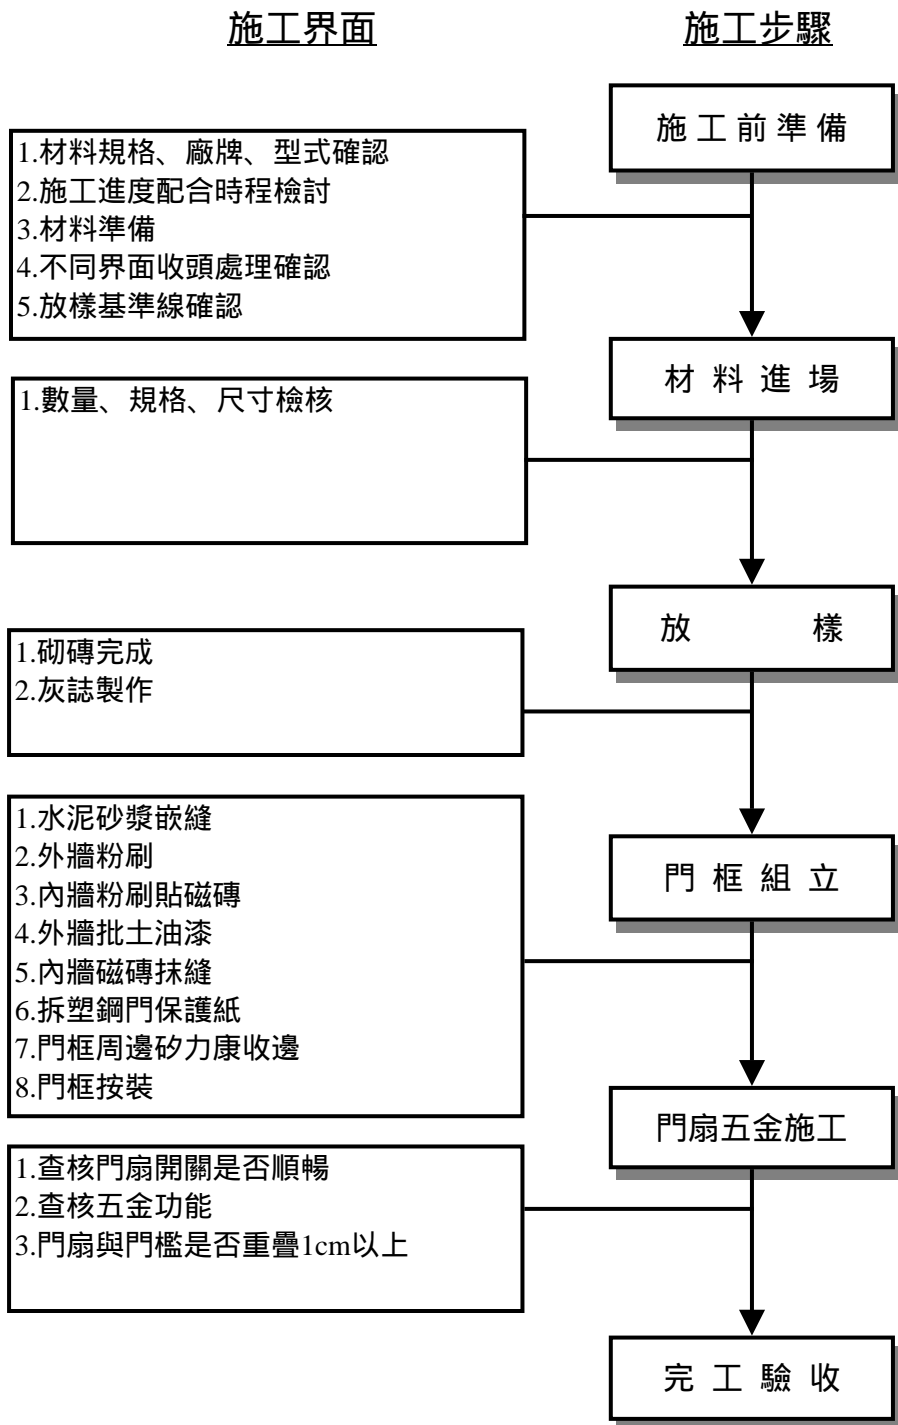 施工界面
施工步驟
施工前準備
1.材料規格、廠牌、型式確認
2.施工進度配合時程檢討
3.材料準備
4.不同界面收頭處理確認
5.放樣基準線確認
材料進場
1.數量、規格、尺寸檢核
放樣
1.砌磚完成
2.灰誌製作
門框組立
1.水泥砂漿嵌縫
2.外牆粉刷
3.內牆粉刷貼磁磚
4.外牆批土油漆
5.內牆磁磚抹縫
6.拆塑鋼門保護紙
7.門框周邊矽力康收邊
8.門框按裝
門扇五金施工
1.查核門扇開關是否順暢
2.查核五金功能
3.門扇與門檻是否重疊1cm以上
完工驗收